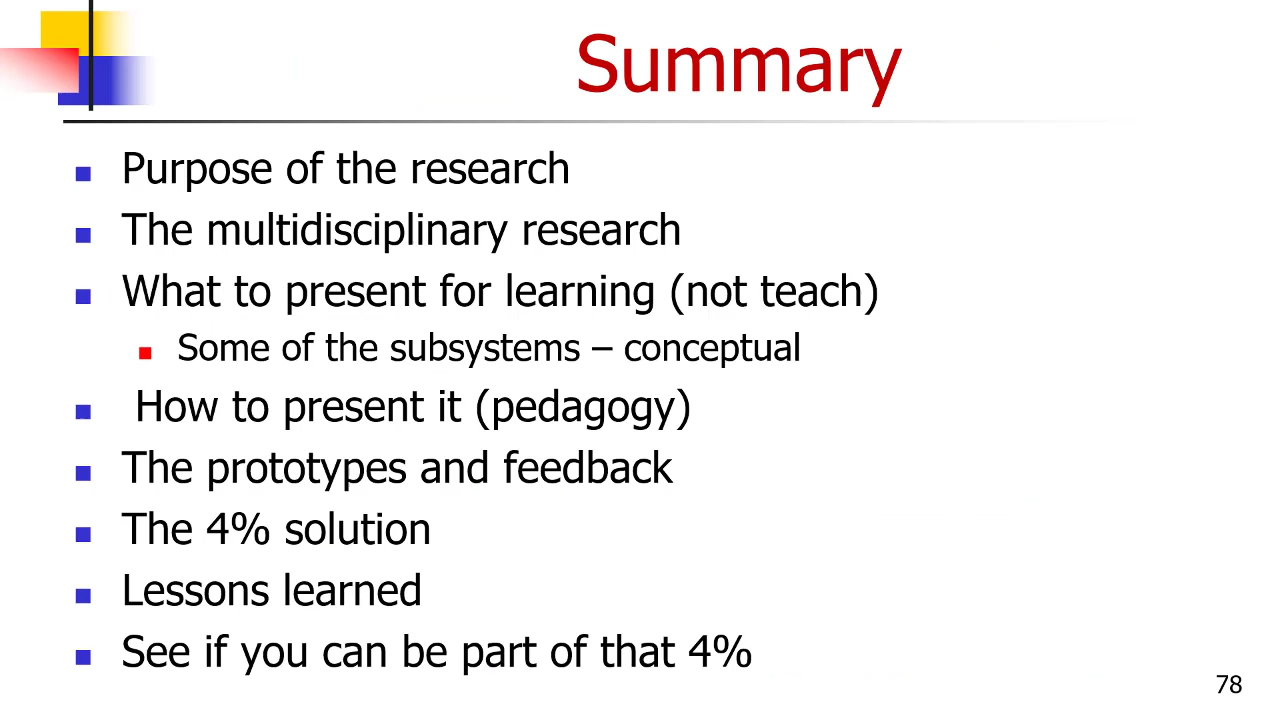 Summary
Purpose of the research
The multidisciplinary research
What to present for learning (not teach)
Some of the subsystems – conceptual
How to present it (pedagogy)
The prototypes and feedback
The 4% solution
Lessons learned
See if you can be part of that 4%
78